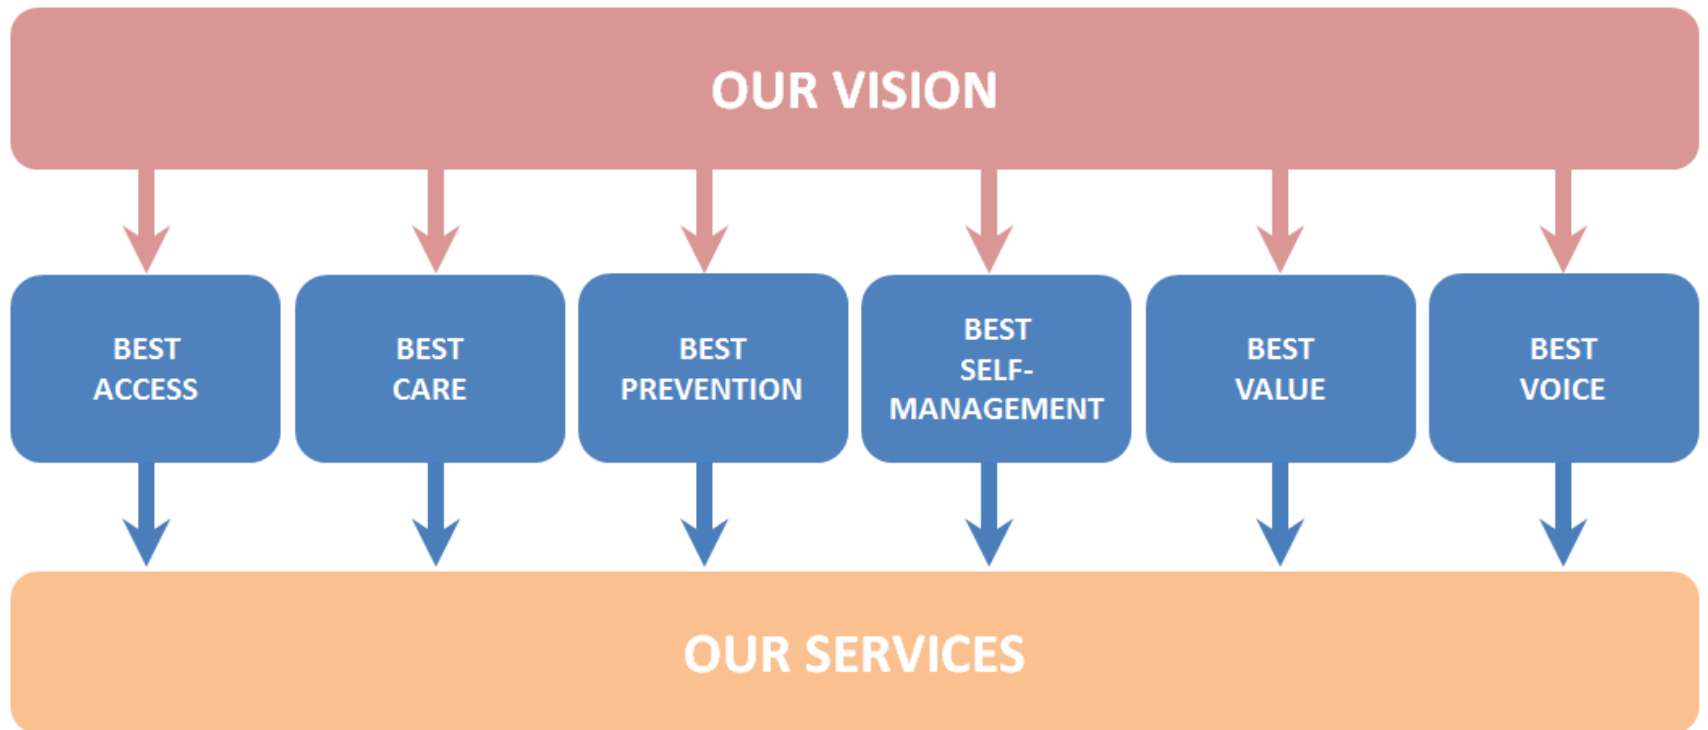 OUR VISION
BEST
ACCESS
BEST
CARE
BEST
PREVENTION
BEST
SELF-
MANAGEMENT
BEST
VALUE
BEST
VOICE
OUR SERVICES